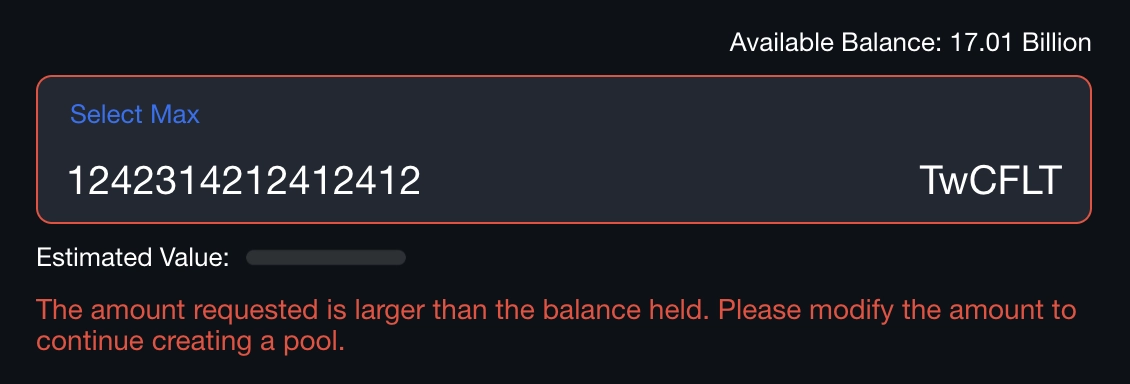 Available Balance: 17.01 Billion
Select Max
1242314212412412 TwCFLT
Estimated Value:
The amount requested is larger than the balance held. Please modify the amount to
continue creating a pool.